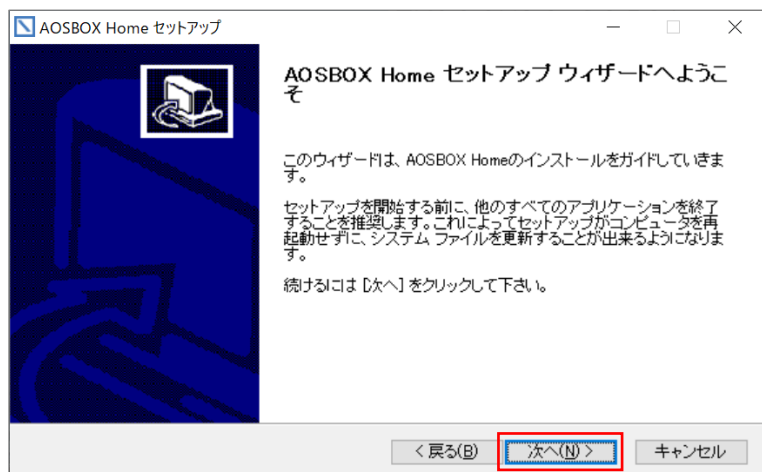 AOSBOX Home セットアップ
AOSBOX Home セットアップ ウィザードへようこ
そ
このウィザードは、AOSBOX Homeのインストールをガイドしていきま
す。
セットアップを開始する前に、他のすべてのアプリケーションを終了
することを推奨します。これによってセットアップがコンピュータを再
起動せずに、システム ファイルを更新することが出来るようになりま
す。
続けるには [次へ] をクリックして下さい。
< 戻る(B)
次へ(N) >
キャンセル